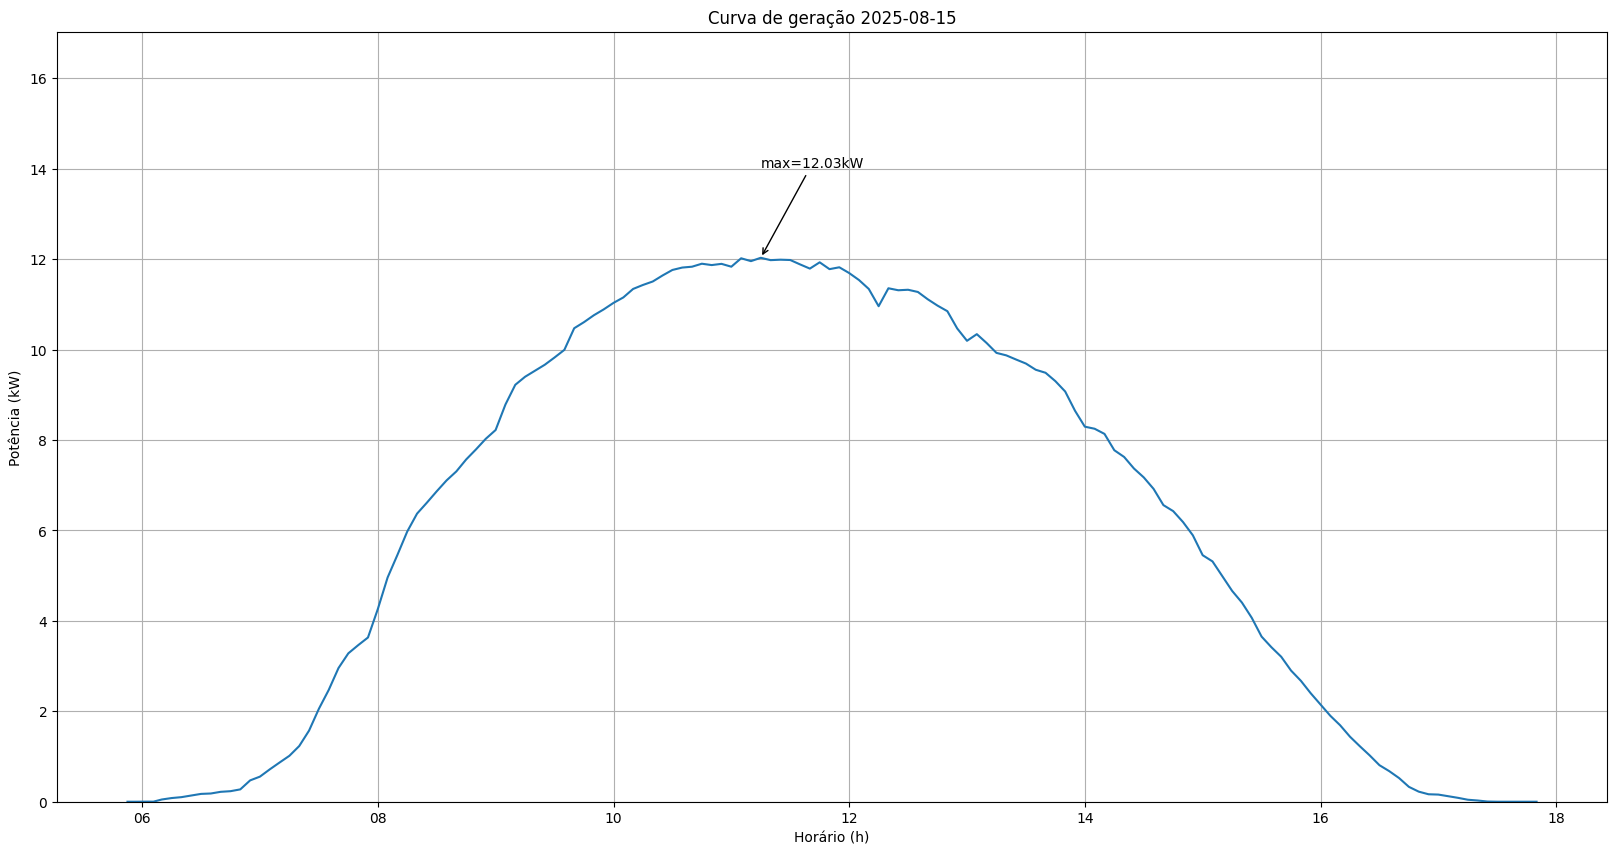 Curva de geração 2025-08-15
16
14
12
10
8
6
4
2
0
Potência (kW)
max=12.03kW
06 08 10 12 14 16 18
Horário (h)